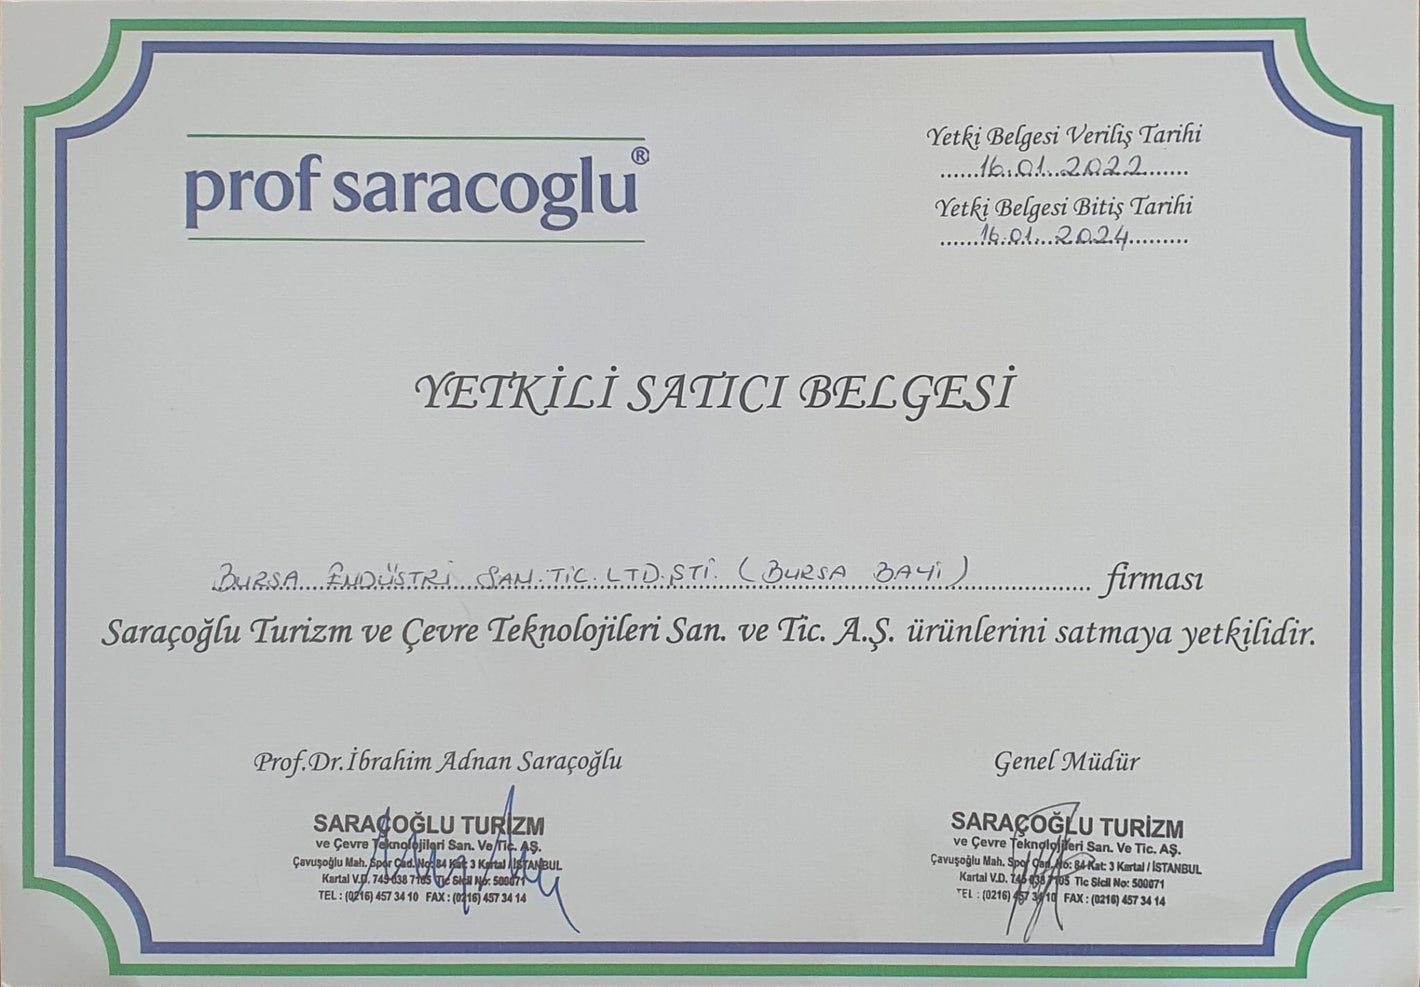 prof saracoglu®
Yetki Belgesi Veriliş Tarihi
16.01.2022
Yetki Belgesi Bitiş Tarihi
16.01.2024
YETKİLİ SATICI BELGESİ
BURSA ENDÜSTRİ SAN.TİC.LTD.ŞTİ. (BURSA BAYİ) firması
Saraçoğlu Turizm ve Çevre Teknolojileri San. ve Tic. A.Ş. ürünlerini satmaya yetkilidir.
Prof.Dr.İbrahim Adnan Saraçoğlu
SARAÇOĞLU TURİZM
ve Çevre Teknolojileri San. Ve Tic. AŞ.
Çavuşoğlu Mah. Spor Cad. No: 84 Kat: 3 Kartal / İSTANBUL
Kartal V.D. 745 038 7105 Tic Sicil No: 500071
TEL : (0216) 457 34 10 FAX : (0216) 457 34 14
Genel Müdür
SARAÇOĞLU TURİZM
ve Çevre Teknolojileri San. Ve Tic. AŞ.
Çavuşoğlu Mah. Spor Cad. No: 84 Kat: 3 Kartal / İSTANBUL
Kartal V.D. 745 038 7105 Tic Sicil No: 500071
TEL : (0216) 457 34 10 FAX : (0216) 457 34 14